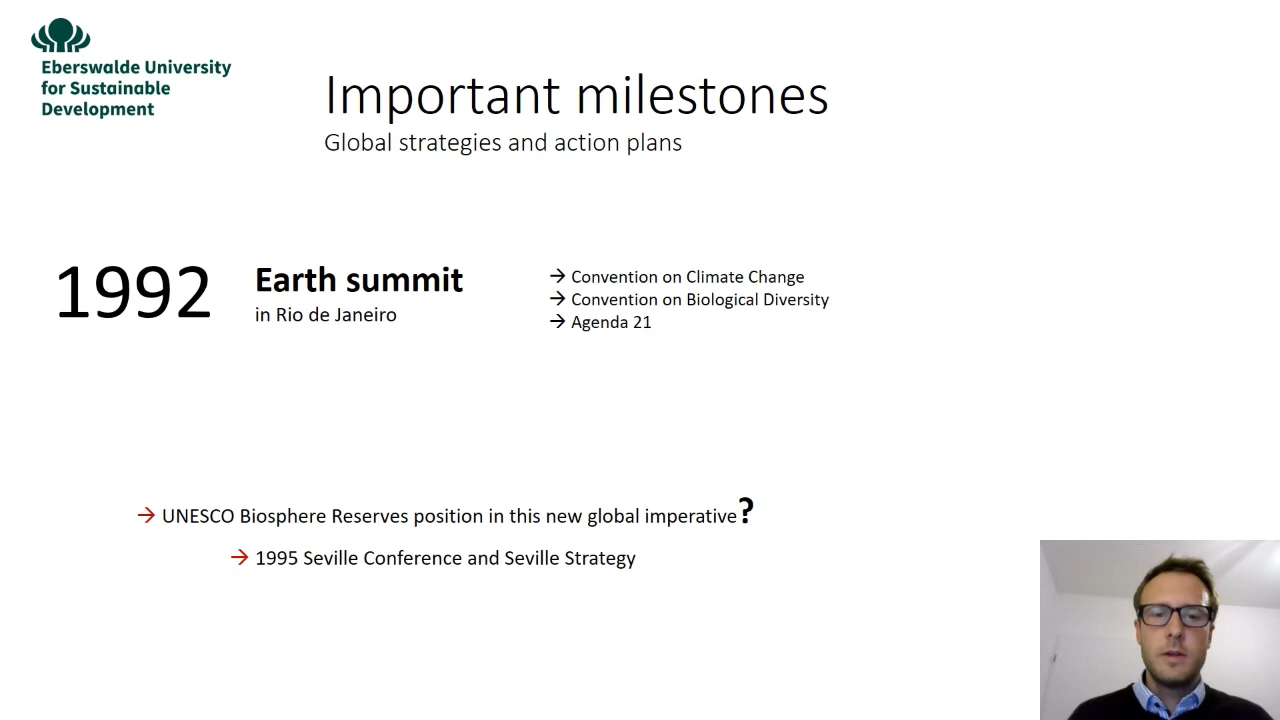 Eberswalde University
for Sustainable
Development
Important milestones
Global strategies and action plans
1992
Earth summit
in Rio de Janeiro
→ Convention on Climate Change
→ Convention on Biological Diversity
→ Agenda 21
→ UNESCO Biosphere Reserves position in this new global imperative?
→ 1995 Seville Conference and Seville Strategy